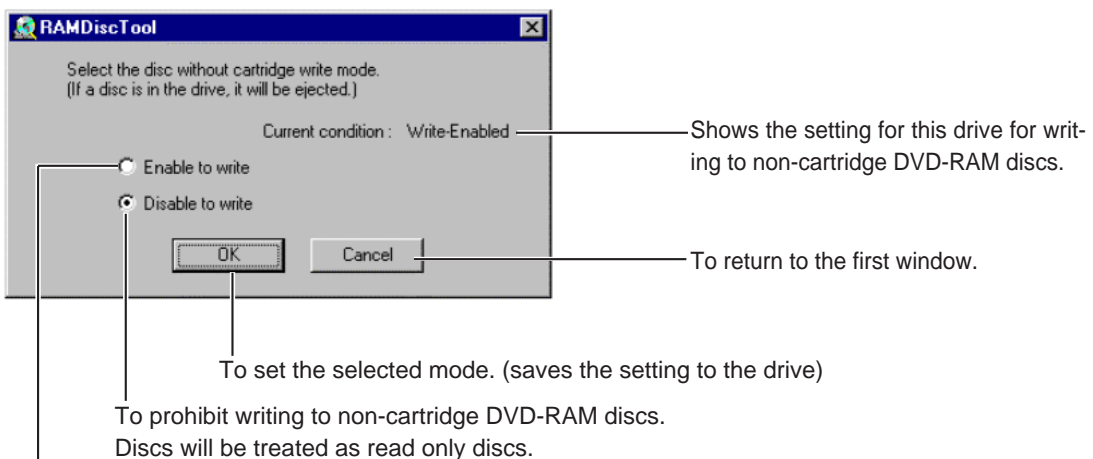 RAMDiscTool
Select the disc without cartridge write mode.
(If a disc is in the drive, it will be ejected.)
Current condition : Write-Enabled
Shows the setting for this drive for writ-
ing to non-cartridge DVD-RAM discs.
Enable to write
Disable to write
OK Cancel
To return to the first window.
To set the selected mode. (saves the setting to the drive)
To prohibit writing to non-cartridge DVD-RAM discs.
Discs will be treated as read only discs.